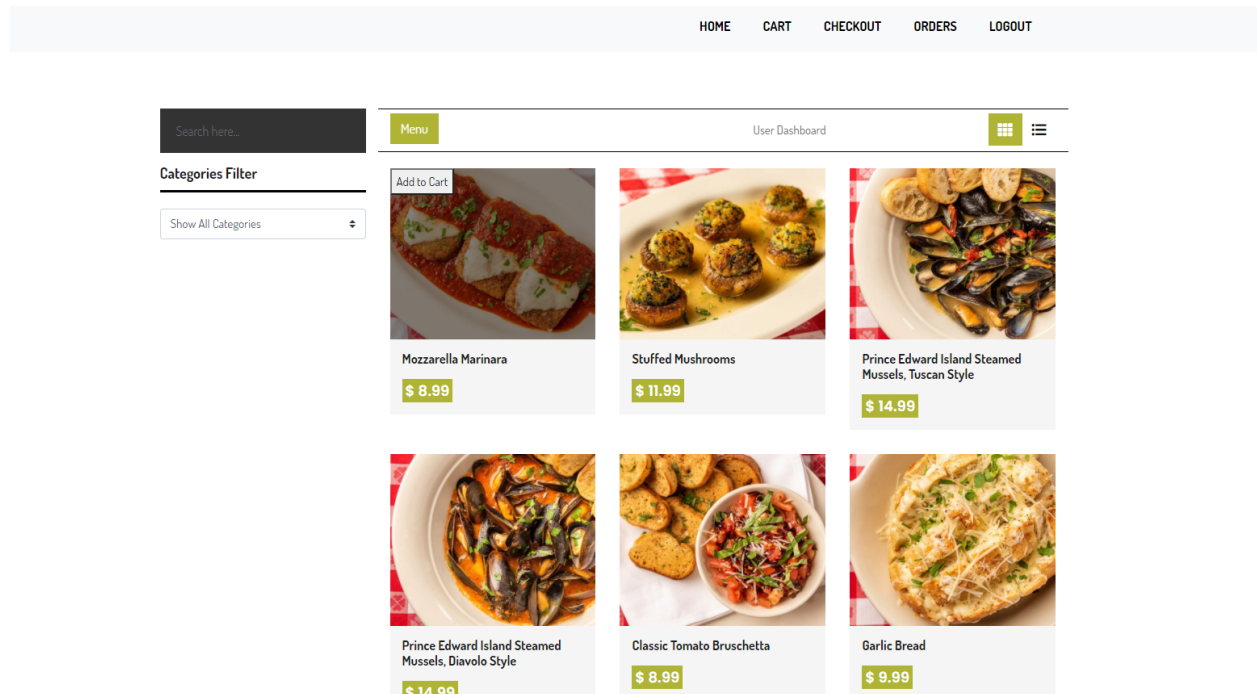 HOME CART CHECKOUT ORDERS LOGOUT
Search here...
Menu
User Dashboard
Categories Filter
Show All Categories
Add to Cart
Mozzarella Marinara
$ 8.99
Stuffed Mushrooms
$ 11.99
Prince Edward Island Steamed
Mussels, Tuscan Style
$ 14.99
Prince Edward Island Steamed
Mussels, Diavolo Style
$ 14.99
Classic Tomato Bruschetta
$ 8.99
Garlic Bread
$ 9.99